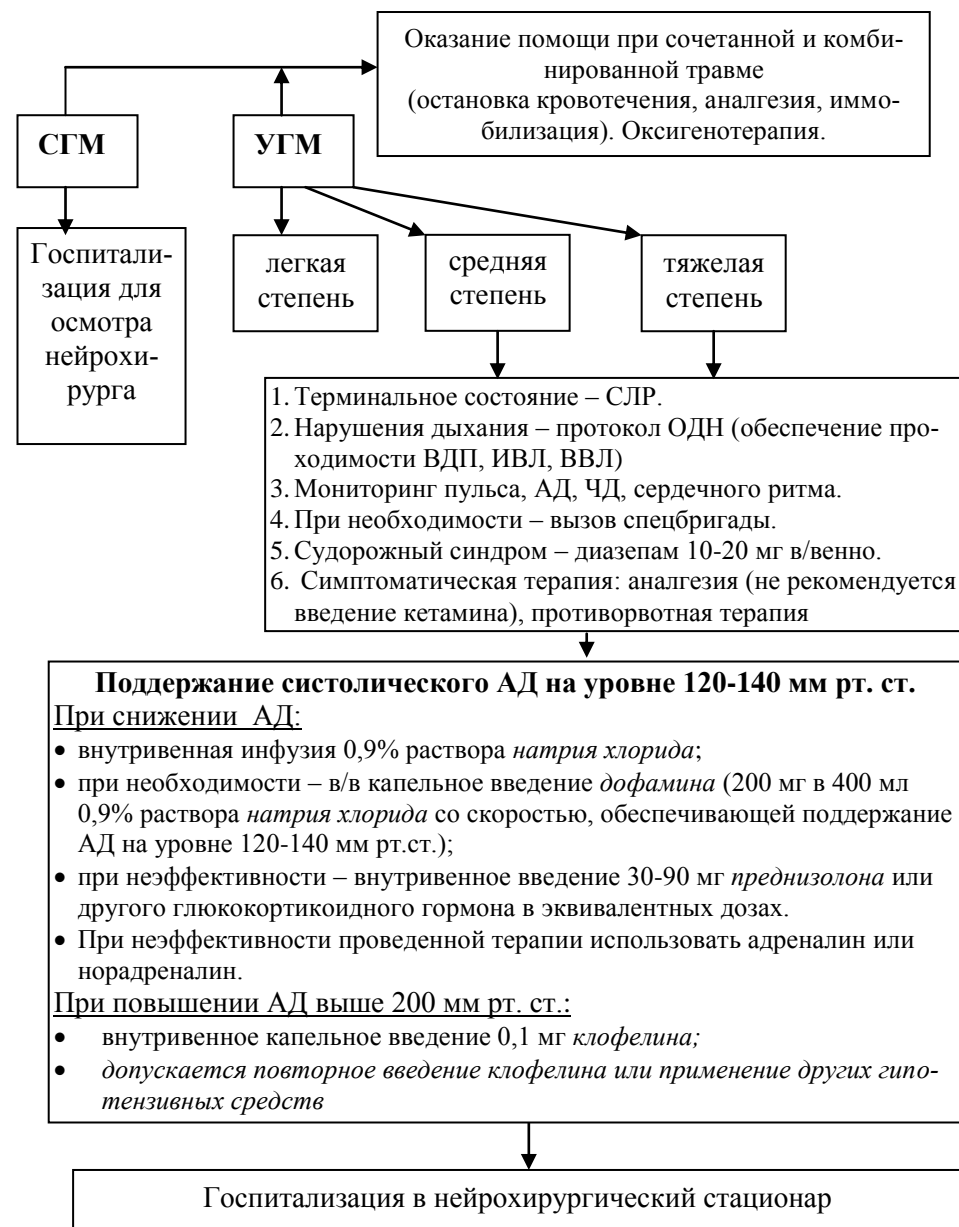 Оказание помощи при сочетанной и комби-
нированной травме
(остановка кровотечения, аналгезия, иммо-
билизация). Оксигенотерапия.
СГМ
УГМ
Госпитали-
зация для
осмотра
нейрохи-
рурга
легкая
степень
средняя
степень
тяжелая
степень
1. Терминальное состояние – СЛР.
2. Нарушения дыхания – протокол ОДН (обеспечение про-
ходимости ВДП, ИВЛ, ВВЛ)
3. Мониторинг пульса, АД, ЧД, сердечного ритма.
4. При необходимости – вызов спецбригады.
5. Судорожный синдром – диазепам 10-20 мг в/венно.
6. Симптоматическая терапия: аналгезия (не рекомендуется
введение кетамина), противорвотная терапия
Поддержание систолического АД на уровне 120-140 мм рт. ст.
При снижении АД:
• внутривенная инфузия 0,9% раствора натрия хлорида;
• при необходимости – в/в капельное введение дофамина (200 мг в 400 мл
0,9% раствора натрия хлорида со скоростью, обеспечивающей поддержание
АД на уровне 120-140 мм рт.ст.);
• при неэффективности – внутривенное введение 30-90 мг преднизолона или
другого глюкокортикоидного гормона в эквивалентных дозах.
• При неэффективности проведенной терапии использовать адреналин или
норадреналин.
При повышении АД выше 200 мм рт. ст.:
• внутривенное капельное введение 0,1 мг клофелина;
• допускается повторное введение клофелина или применение других гипо-
тензивных средств
Госпитализация в нейрохирургический стационар